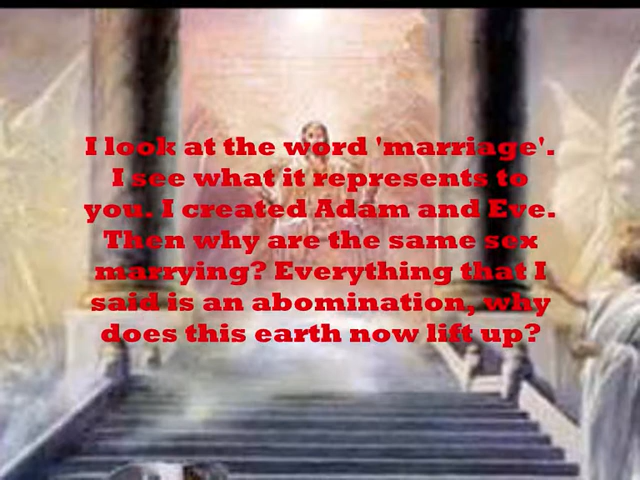 I look at the word 'marriage'.
I see what it represents to
you. I created Adam and Eve.
Then why are the same sex
marrying? Everything that I
said is an abomination, why
does this earth now lift up?